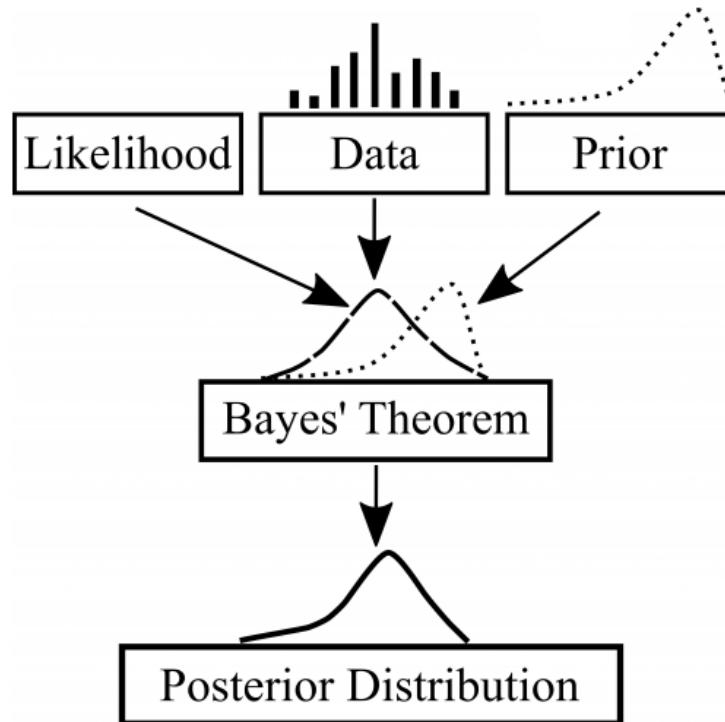 Likelihood
Data
Prior
Bayes' Theorem
Posterior Distribution